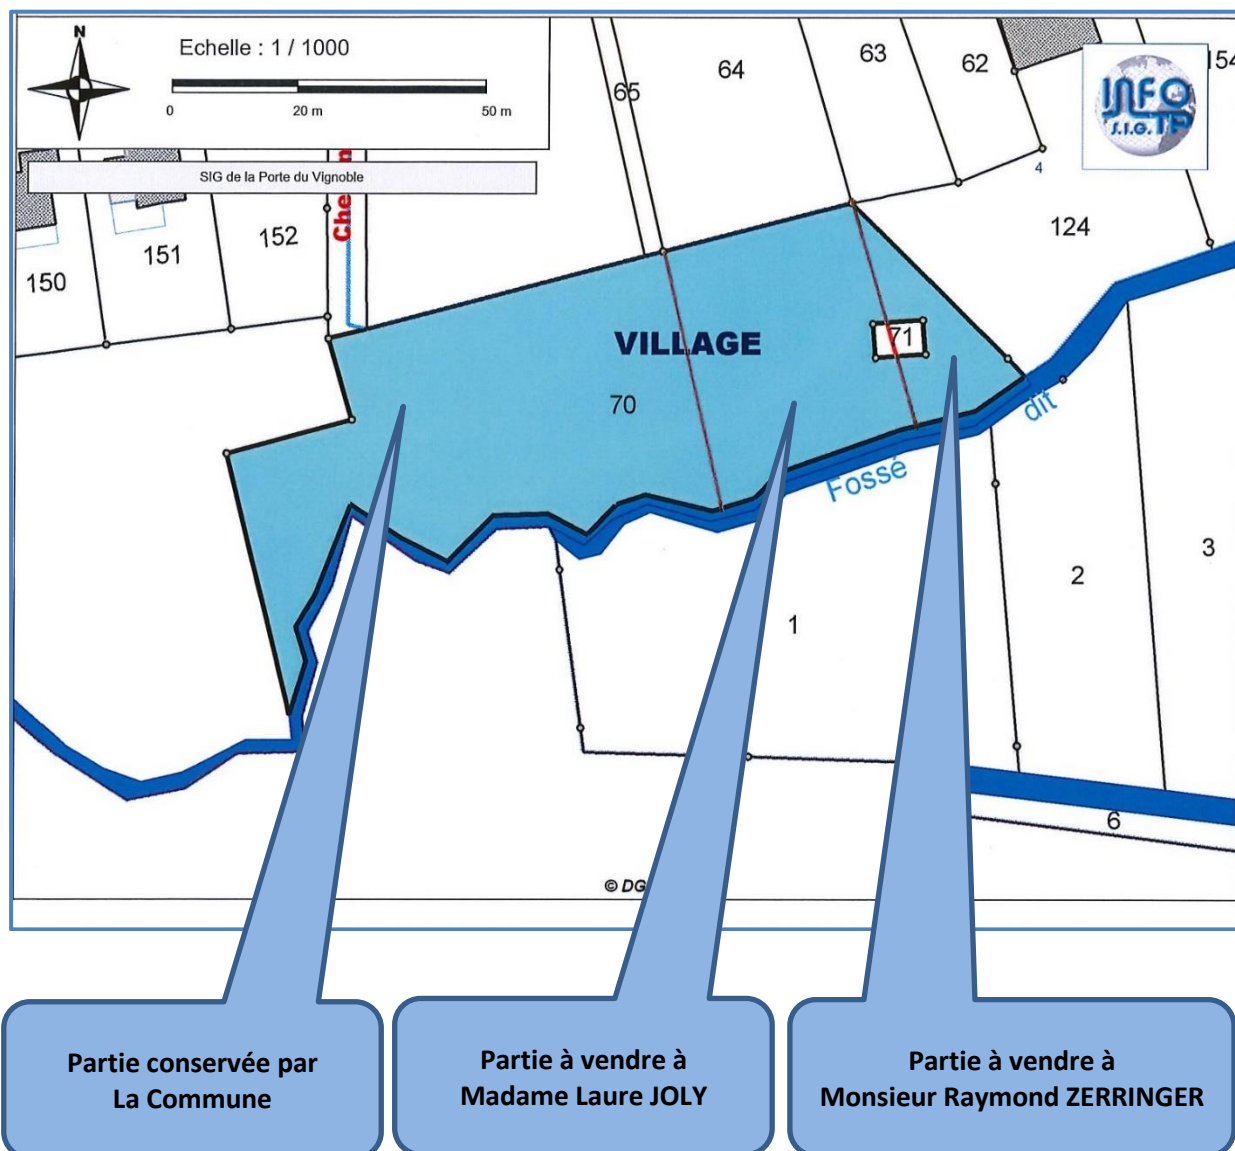 N
Echelle : 1 / 1000
0 20 m 50 m
SIG de la Porte du Vignoble
INFO
S.I.G. TP
65
64
63
62
154
4
124
150
151
152
VILLAGE
70
71
Fossé
dit
1
2
3
6
© DG
Partie conservée par
La Commune
Partie à vendre à
Madame Laure JOLY
Partie à vendre à
Monsieur Raymond ZERRINGER